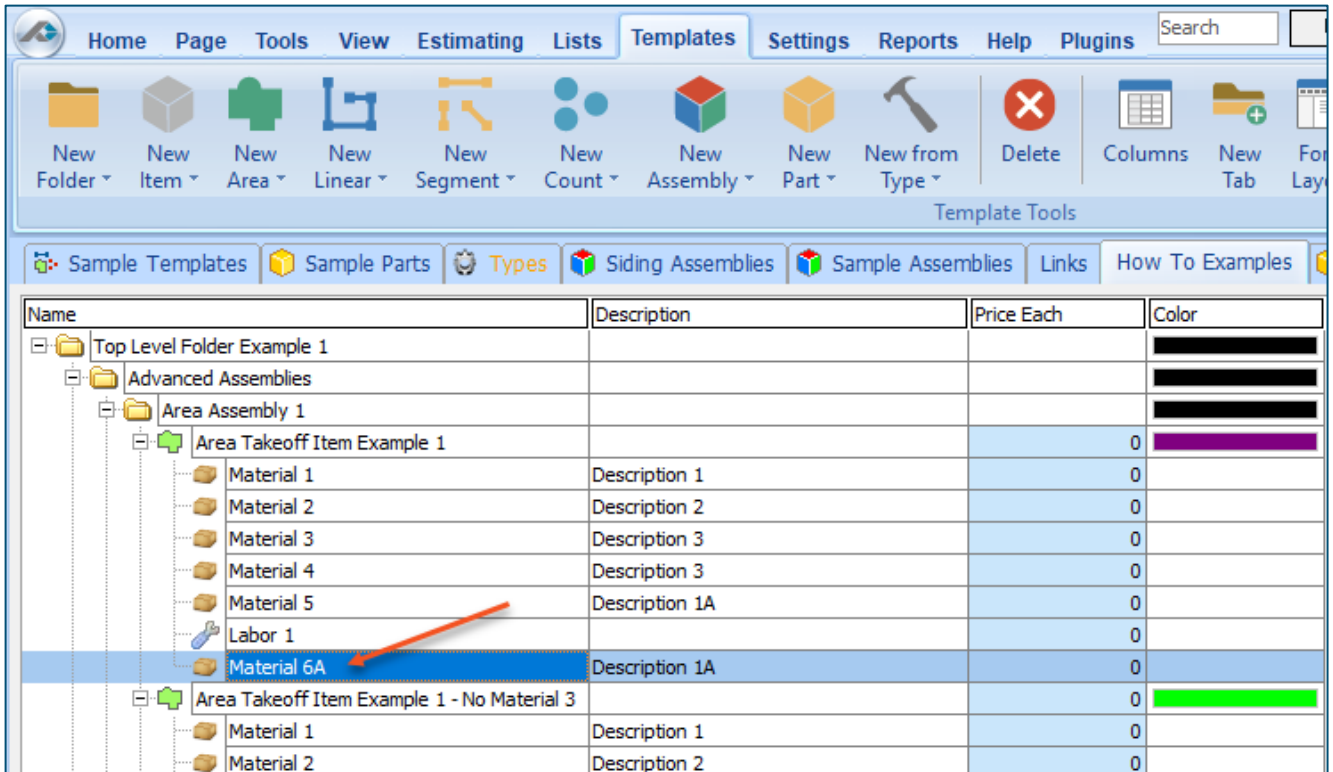 Home Page Tools View Estimating Lists Templates Settings Reports Help Plugins Search
New Folder
New Item
New Area
New Linear
New Segment
New Count
New Assembly
New Part
New from Type
Delete
Columns
New Tab
Template Tools
Sample Templates Sample Parts Types Siding Assemblies Sample Assemblies Links How To Examples
Name Description Price Each Color
Top Level Folder Example 1
Advanced Assemblies
Area Assembly 1
Area Takeoff Item Example 1 0
Material 1 Description 1 0
Material 2 Description 2 0
Material 3 Description 3 0
Material 4 Description 3 0
Material 5 Description 1A 0
Labor 1 0
Material 6A Description 1A 0
Area Takeoff Item Example 1 - No Material 3 0
Material 1 Description 1 0
Material 2 Description 2 0